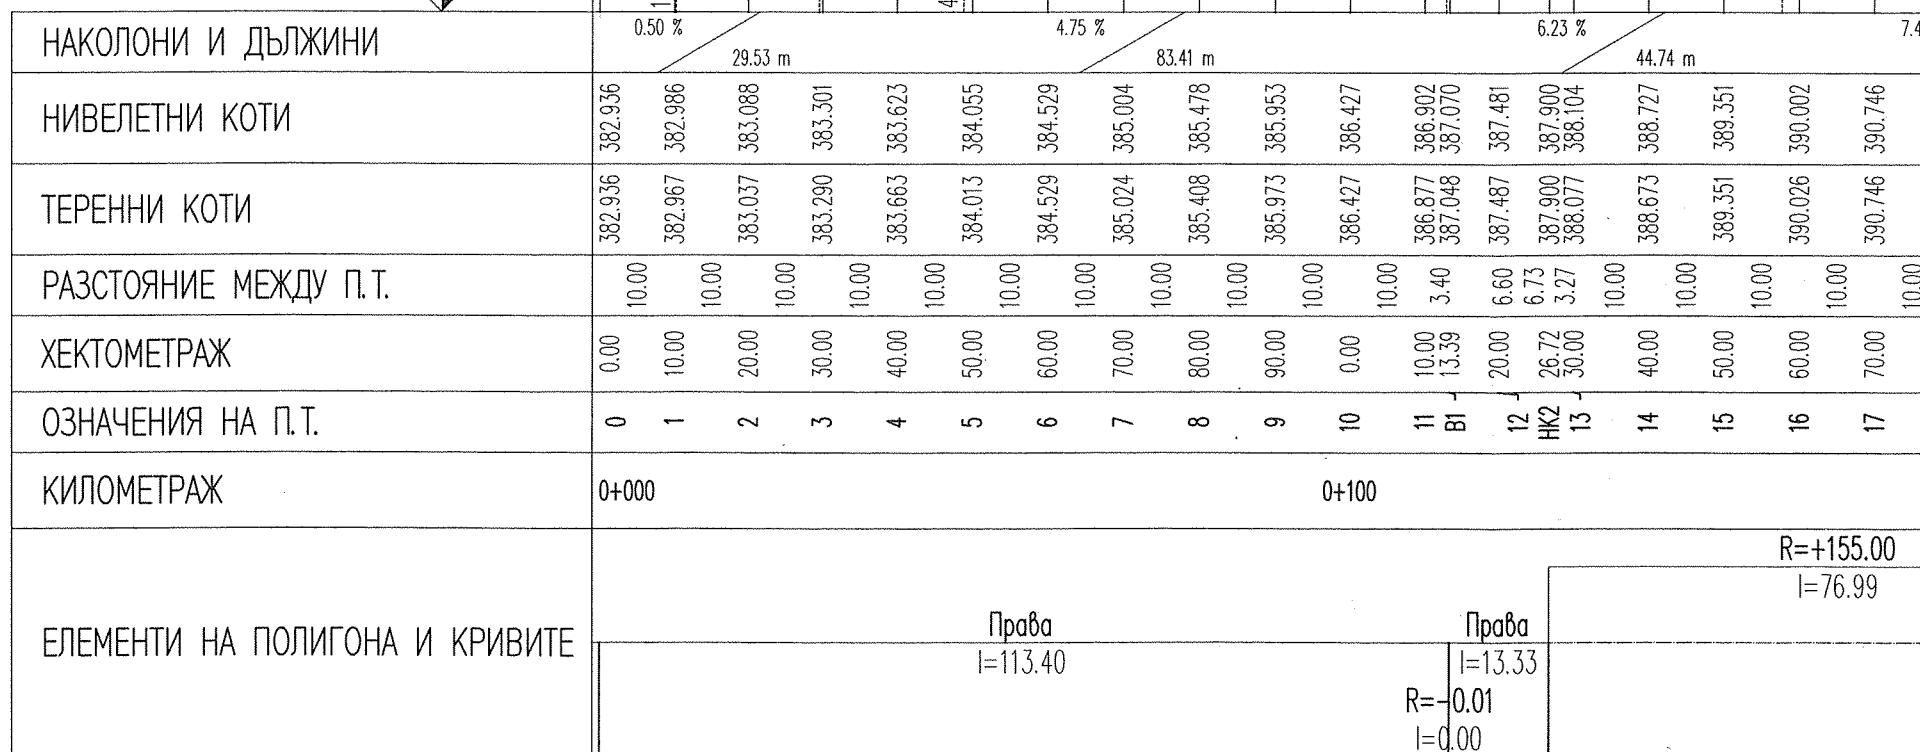 НАКОЛОНИ И ДЪЛЖИНИ
0.50 % 29.53 m 4.75 % 83.41 m 6.23 % 44.74 m 7.4
НИВЕЛЕТНИ КОТИ
382.936 382.986 383.088 383.301 383.623 384.055 384.529 385.004 385.478 385.953 386.427 386.902 387.070 387.481 387.900 388.104 388.727 389.351 390.002 390.746
ТЕРЕННИ КОТИ
382.936 382.967 383.037 383.290 383.663 384.013 384.529 385.024 385.408 385.973 386.427 386.877 387.048 387.487 387.900 388.077 388.673 389.351 390.026 390.746
РАЗСТОЯНИЕ МЕЖДУ П.Т.
10.00 10.00 10.00 10.00 10.00 10.00 10.00 10.00 10.00 10.00 10.00 3.40 6.60 6.73 3.27 10.00 10.00 10.00 10.00 10.00
ХЕКТОМЕТРАЖ
0.00 10.00 20.00 30.00 40.00 50.00 60.00 70.00 80.00 90.00 0.00 10.00 13.39 20.00 26.72 30.00 40.00 50.00 60.00 70.00
ОЗНАЧЕНИЯ НА П.Т.
0 1 2 3 4 5 6 7 8 9 10 11 В1 12 НК2 13 14 15 16 17
КИЛОМЕТРАЖ
0+000 0+100
ЕЛЕМЕНТИ НА ПОЛИГОНА И КРИВИТЕ
Права
l=113.40
R=-0.01
l=0.00
Права
l=13.33
R=+155.00
l=76.99